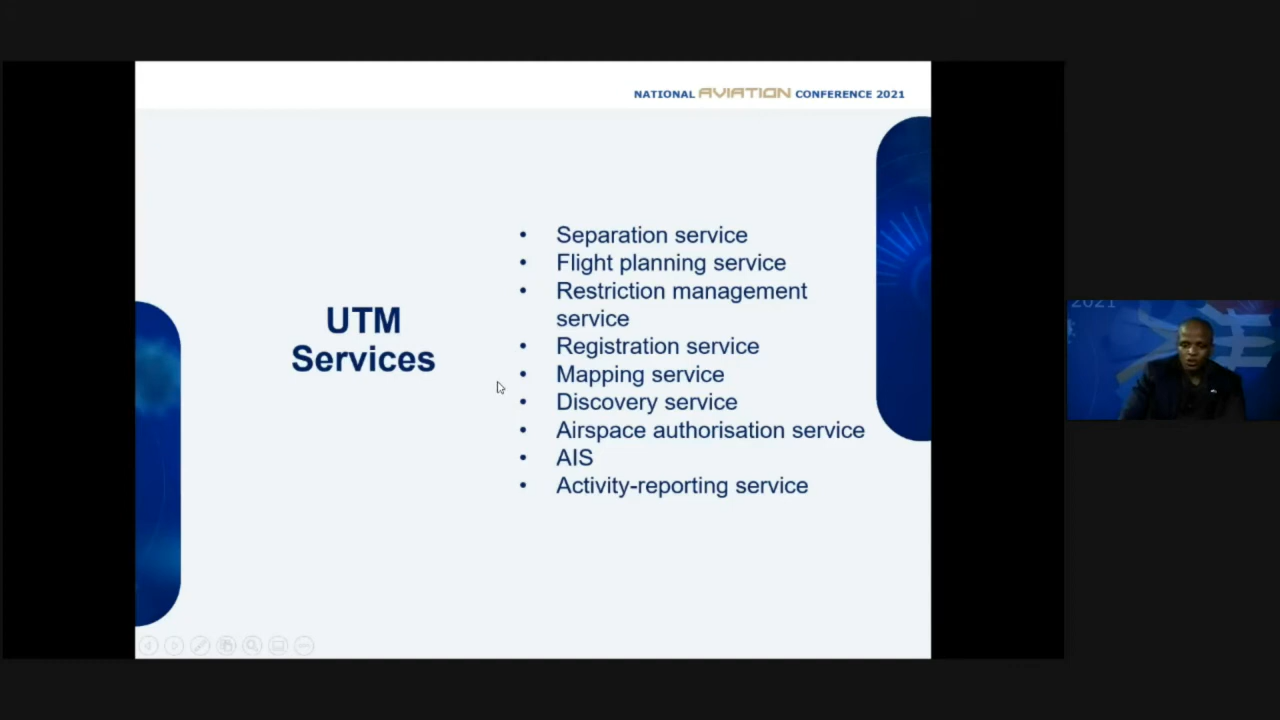 NATIONAL AVIATION CONFERENCE 2021
UTM
Services
• Separation service
• Flight planning service
• Restriction management
service
• Registration service
• Mapping service
• Discovery service
• Airspace authorisation service
• AIS
• Activity-reporting service
2021